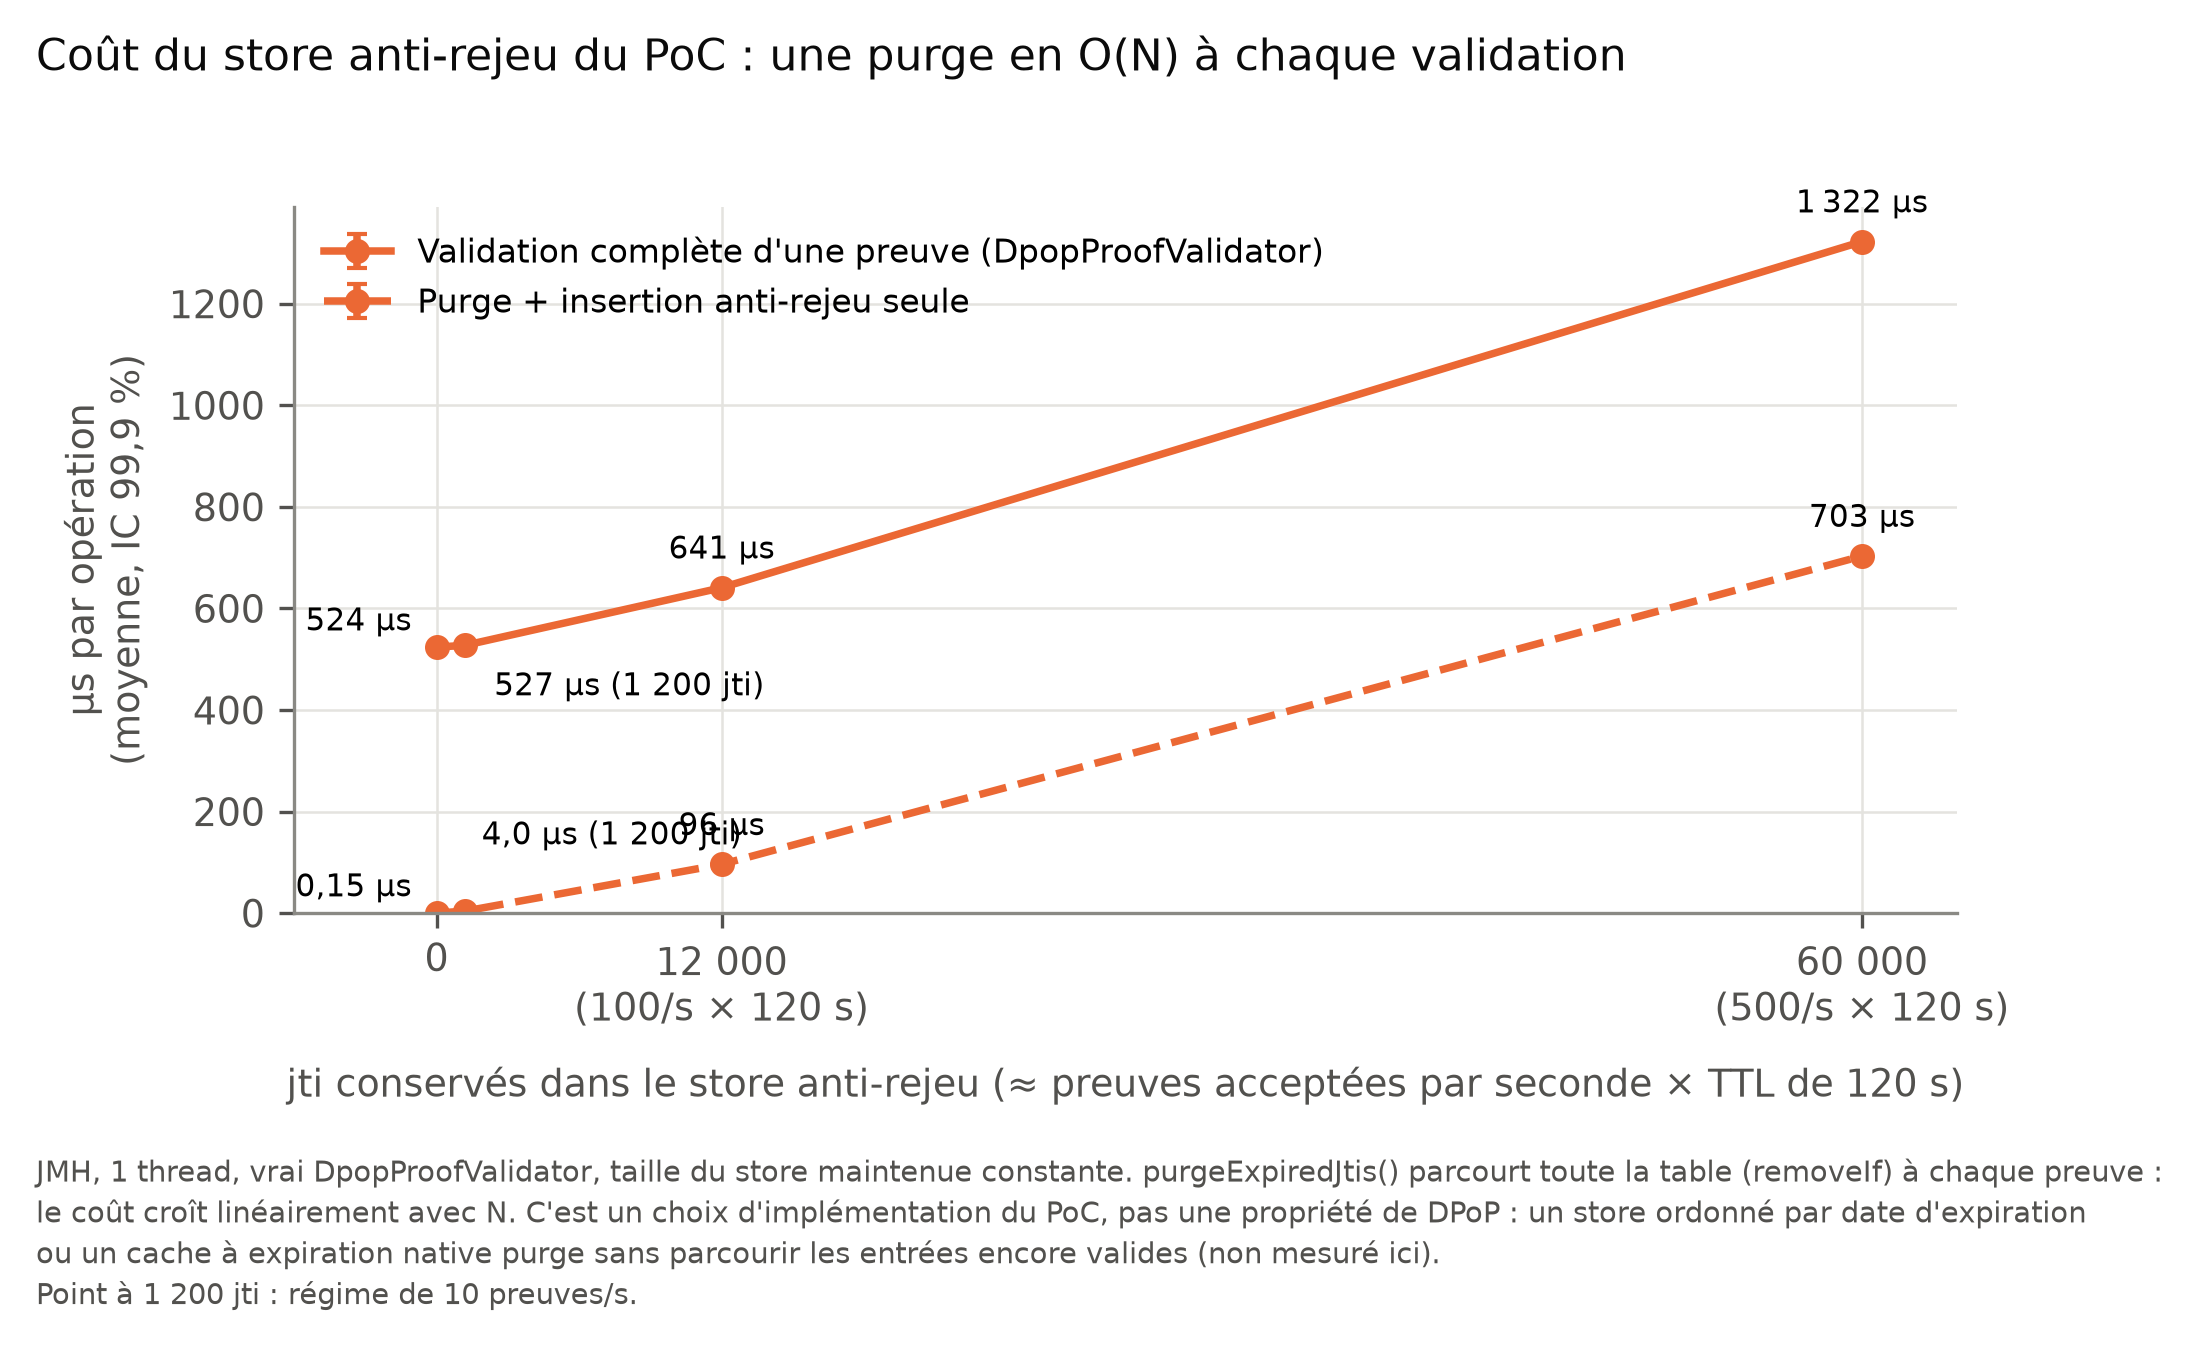 Coût du store anti-rejeu du PoC : une purge en O(N) à chaque validation
1 322 µs
Validation complète d'une preuve (DpopProofValidator)
Purge + insertion anti-rejeu seule
1200
1000
800
600
400
200
0
µs par opération
(moyenne, IC 99,9 %)
703 µs
641 µs
524 µs
527 µs (1 200 jti)
96 µs
4,0 µs (1 200 jti)
0,15 µs
0
12 000
(100/s × 120 s)
60 000
(500/s × 120 s)
jti conservés dans le store anti-rejeu (≈ preuves acceptées par seconde × TTL de 120 s)
JMH, 1 thread, vrai DpopProofValidator, taille du store maintenue constante. purgeExpiredJtis() parcourt toute la table (removeIf) à chaque preuve :
le coût croît linéairement avec N. C'est un choix d'implémentation du PoC, pas une propriété de DPoP : un store ordonné par date d'expiration
ou un cache à expiration native purge sans parcourir les entrées encore valides (non mesuré ici).
Point à 1 200 jti : régime de 10 preuves/s.